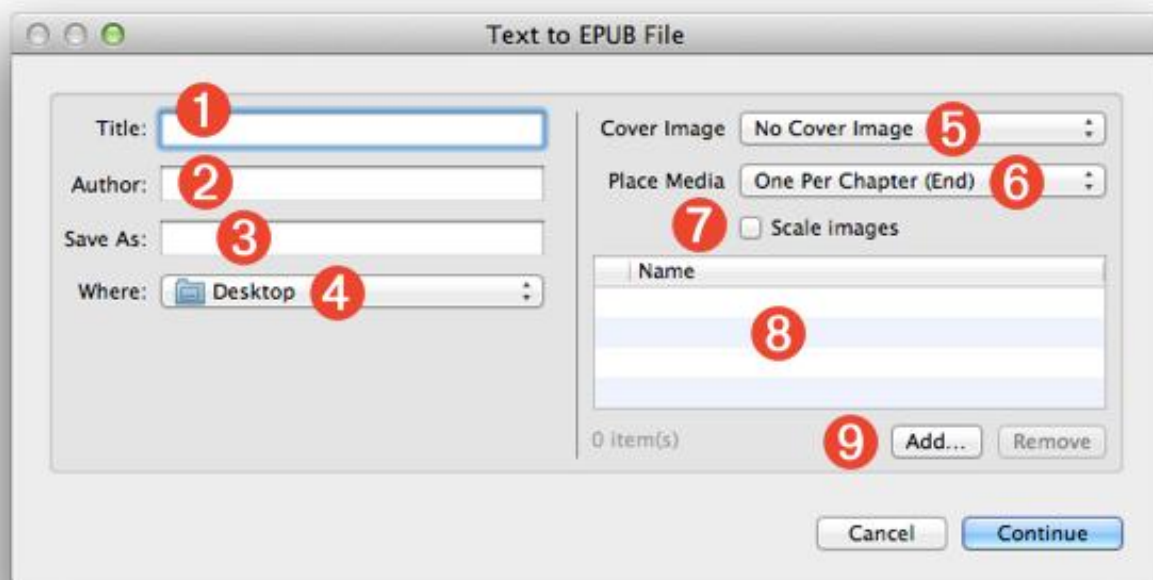 Text to EPUB File
Title: 1
Author: 2
Save As: 3
Where: Desktop 4
Cover Image No Cover Image 5
Place Media One Per Chapter (End) 6
7 Scale images
Name
8
0 item(s) 9 Add... Remove
Cancel Continue